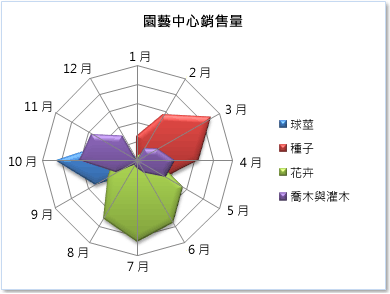 園藝中心銷售量
1 月
2 月
3 月
4 月
5 月
6 月
7 月
8 月
9 月
10 月
11 月
12 月
球莖
種子
花卉
喬木與灌木